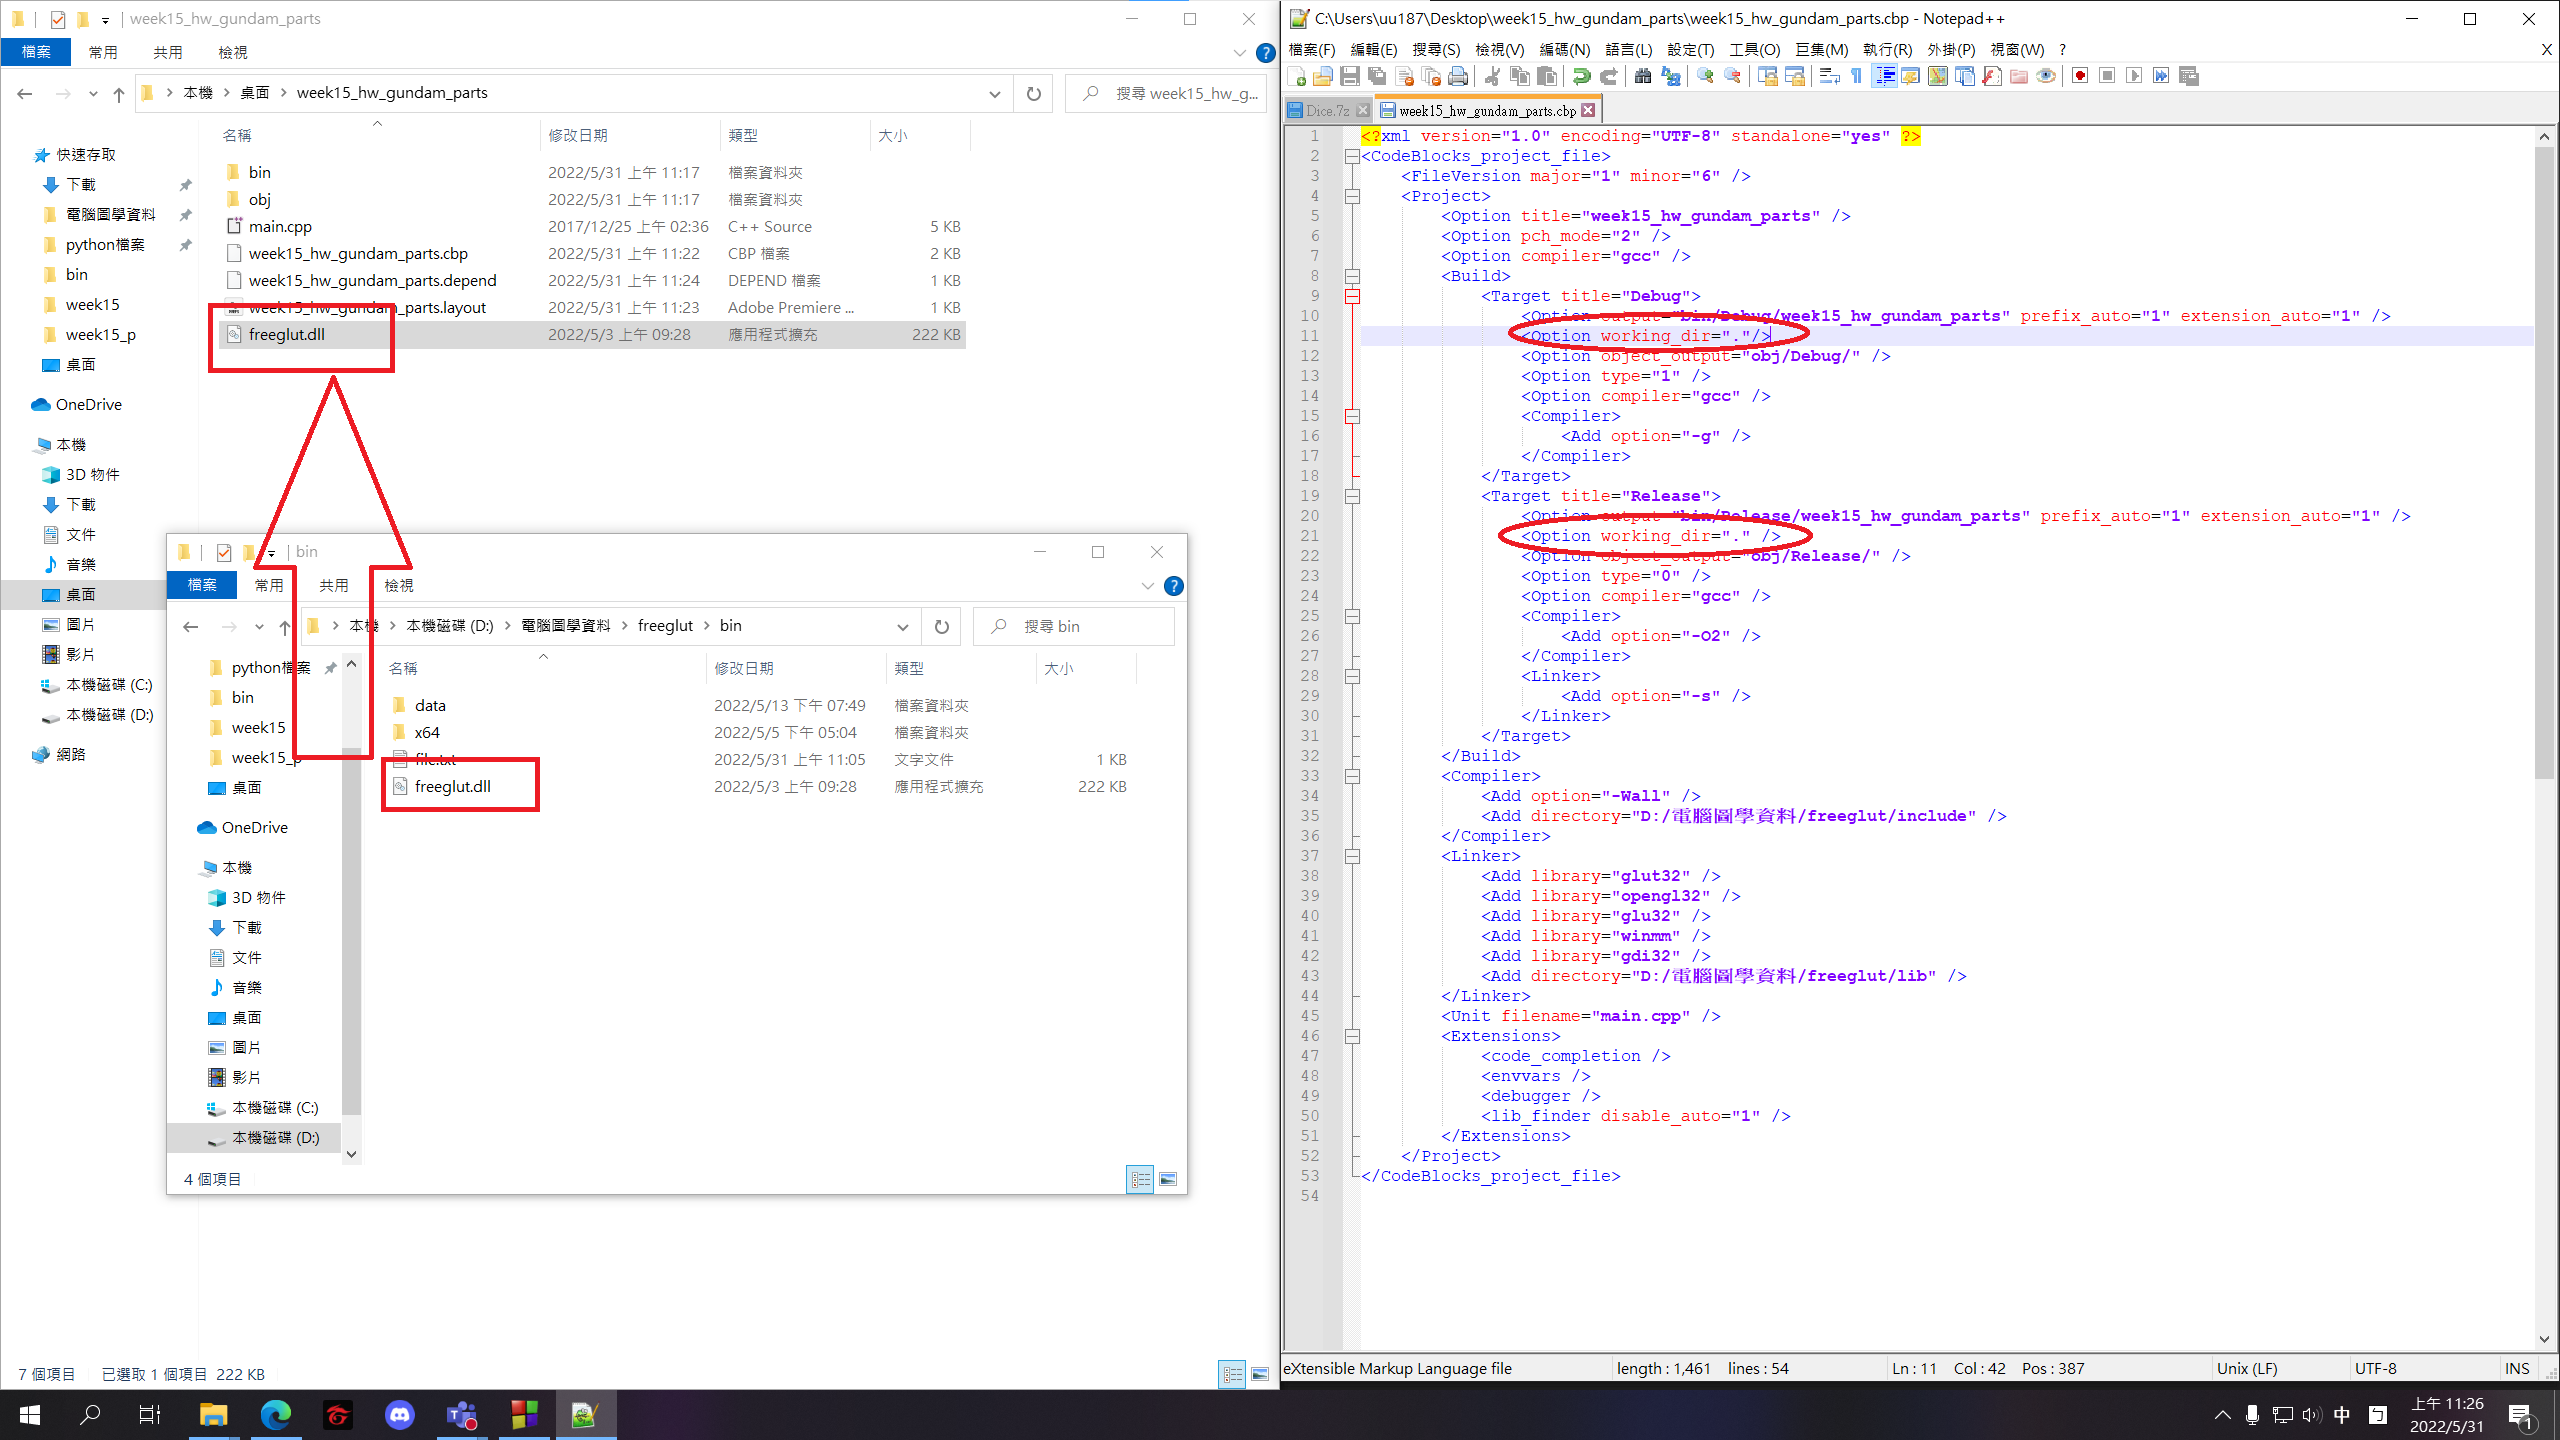 week15_hw_gundam_parts
檔案 常用 共用 檢視
本機 > 桌面 > week15_hw_gundam_parts
搜尋 week15_hw_g...
名稱 修改日期 類型 大小
快速存取
下載
電腦圖學資料
python檔案
bin
week15
week15_p
桌面
OneDrive
本機
3D 物件
下載
文件
音樂
桌面
圖片
影片
本機磁碟 (C:)
本機磁碟 (D:)
網路
bin 2022/5/31 上午 11:17 檔案資料夾
obj 2022/5/31 上午 11:17 檔案資料夾
main.cpp 2017/12/25 上午 02:36 C++ Source 5 KB
week15_hw_gundam_parts.cbp 2022/5/31 上午 11:22 CBP 檔案 2 KB
week15_hw_gundam_parts.depend 2022/5/31 上午 11:24 DEPEND 檔案 1 KB
week15_hw_gundam_parts.layout 2022/5/31 上午 11:23 Adobe Premiere ... 1 KB
freeglut.dll 2022/5/3 上午 09:28 應用程式擴充 222 KB
7 個項目 已選取 1 個項目 222 KB
bin
檔案 常用 共用 檢視
本機 > 本機磁碟 (D:) > 電腦圖學資料 > freeglut > bin
搜尋 bin
名稱 修改日期 類型 大小
python檔案
bin
week15
week15_p
桌面
OneDrive
本機
3D 物件
下載
文件
音樂
桌面
圖片
影片
本機磁碟 (C:)
本機磁碟 (D:)
data 2022/5/13 下午 07:49 檔案資料夾
x64 2022/5/5 下午 05:04 檔案資料夾
file.txt 2022/5/31 上午 11:05 文字文件 1 KB
freeglut.dll 2022/5/3 上午 09:28 應用程式擴充 222 KB
4 個項目
C:\Users\uu187\Desktop\week15_hw_gundam_parts\week15_hw_gundam_parts.cbp - Notepad++
檔案(F) 編輯(E) 搜尋(S) 檢視(V) 編碼(N) 語言(L) 設定(T) 工具(O) 巨集(M) 執行(R) 外掛(P) 視窗(W) ? X
Dice.7z week15_hw_gundam_parts.cbp
1 <?xml version="1.0" encoding="UTF-8" standalone="yes" ?>
2 <CodeBlocks_project_file>
3 <FileVersion major="1" minor="6" />
4 <Project>
5 <Option title="week15_hw_gundam_parts" />
6 <Option pch_mode="2" />
7 <Option compiler="gcc" />
8 <Build>
9 <Target title="Debug">
10 <Option output="bin/Debug/week15_hw_gundam_parts" prefix_auto="1" extension_auto="1" />
11 <Option working_dir="."/>
12 <Option object_output="obj/Debug/" />
13 <Option type="1" />
14 <Option compiler="gcc" />
15 <Compiler>
16 <Add option="-g" />
17 </Compiler>
18 </Target>
19 <Target title="Release">
20 <Option output="bin/Release/week15_hw_gundam_parts" prefix_auto="1" extension_auto="1" />
21 <Option working_dir="." />
22 <Option object_output="obj/Release/" />
23 <Option type="0" />
24 <Option compiler="gcc" />
25 <Compiler>
26 <Add option="-O2" />
27 </Compiler>
28 <Linker>
29 <Add option="-s" />
30 </Linker>
31 </Target>
32 </Build>
33 <Compiler>
34 <Add option="-Wall" />
35 <Add directory="D:/電腦圖學資料/freeglut/include" />
36 </Compiler>
37 <Linker>
38 <Add library="glut32" />
39 <Add library="opengl32" />
40 <Add library="glu32" />
41 <Add library="winmm" />
42 <Add library="gdi32" />
43 <Add directory="D:/電腦圖學資料/freeglut/lib" />
44 </Linker>
45 <Unit filename="main.cpp" />
46 <Extensions>
47 <code_completion />
48 <envvars />
49 <debugger />
50 <lib_finder disable_auto="1" />
51 </Extensions>
52 </Project>
53 </CodeBlocks_project_file>
54
eXtensible Markup Language file length : 1,461 lines : 54 Ln : 11 Col : 42 Pos : 387 Unix (LF) UTF-8 INS
中 ㄅ 上午 11:26
2022/5/31
1